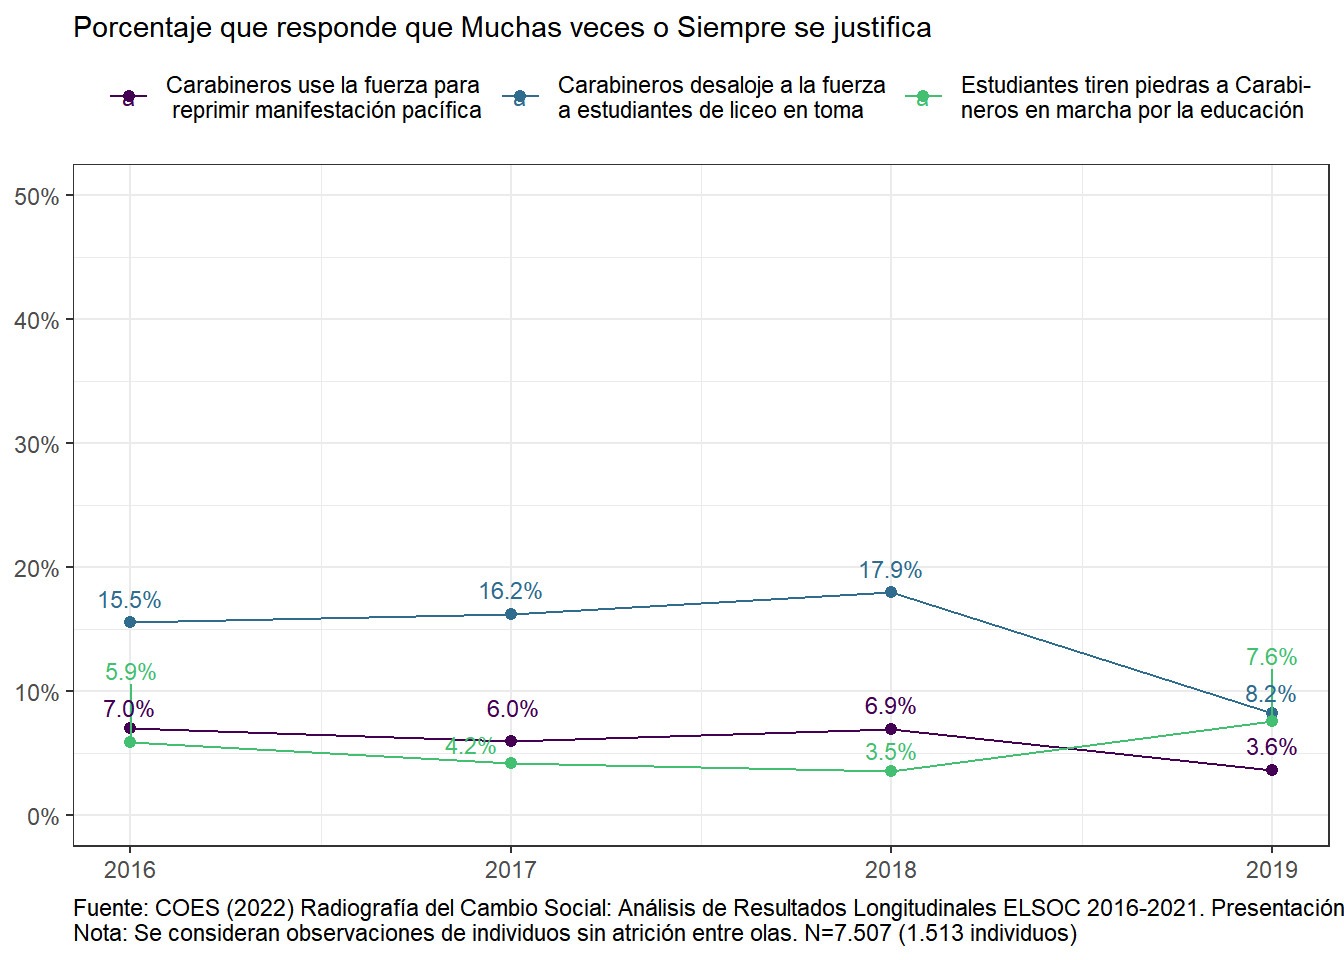 Porcentaje que responde que Muchas veces o Siempre se justifica
a Carabineros use la fuerza para
reprimir manifestación pacífica
a Carabineros desaloje a la fuerza
a estudiantes de liceo en toma
a Estudiantes tiren piedras a Carabi-
neros en marcha por la educación
50%
40%
30%
20%
10%
0%
15.5%
16.2%
17.9%
8.2%
5.9%
4.2%
3.5%
7.6%
7.0%
6.0%
6.9%
3.6%
2016
2017
2018
2019
Fuente: COES (2022) Radiografía del Cambio Social: Análisis de Resultados Longitudinales ELSOC 2016-2021. Presentación
Nota: Se consideran observaciones de individuos sin atrición entre olas. N=7.507 (1.513 individuos)